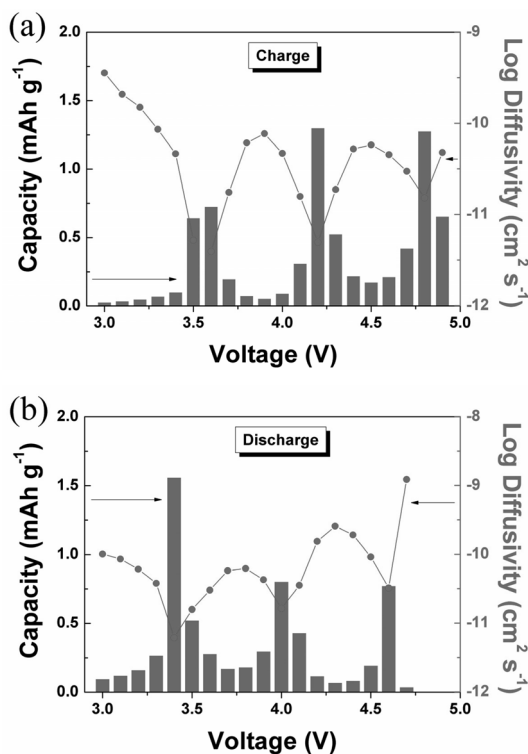 (a)
Charge
Capacity (mAh g⁻¹)
2.0
1.5
1.0
0.5
0.0
-9
-10
-11
-12
Log Diffusivity (cm² s⁻¹)
3.0 3.5 4.0 4.5 5.0
Voltage (V)
(b)
Discharge
Capacity (mAh g⁻¹)
2.0
1.5
1.0
0.5
0.0
-8
-9
-10
-11
-12
Log Diffusivity (cm² s⁻¹)
3.0 3.5 4.0 4.5 5.0
Voltage (V)